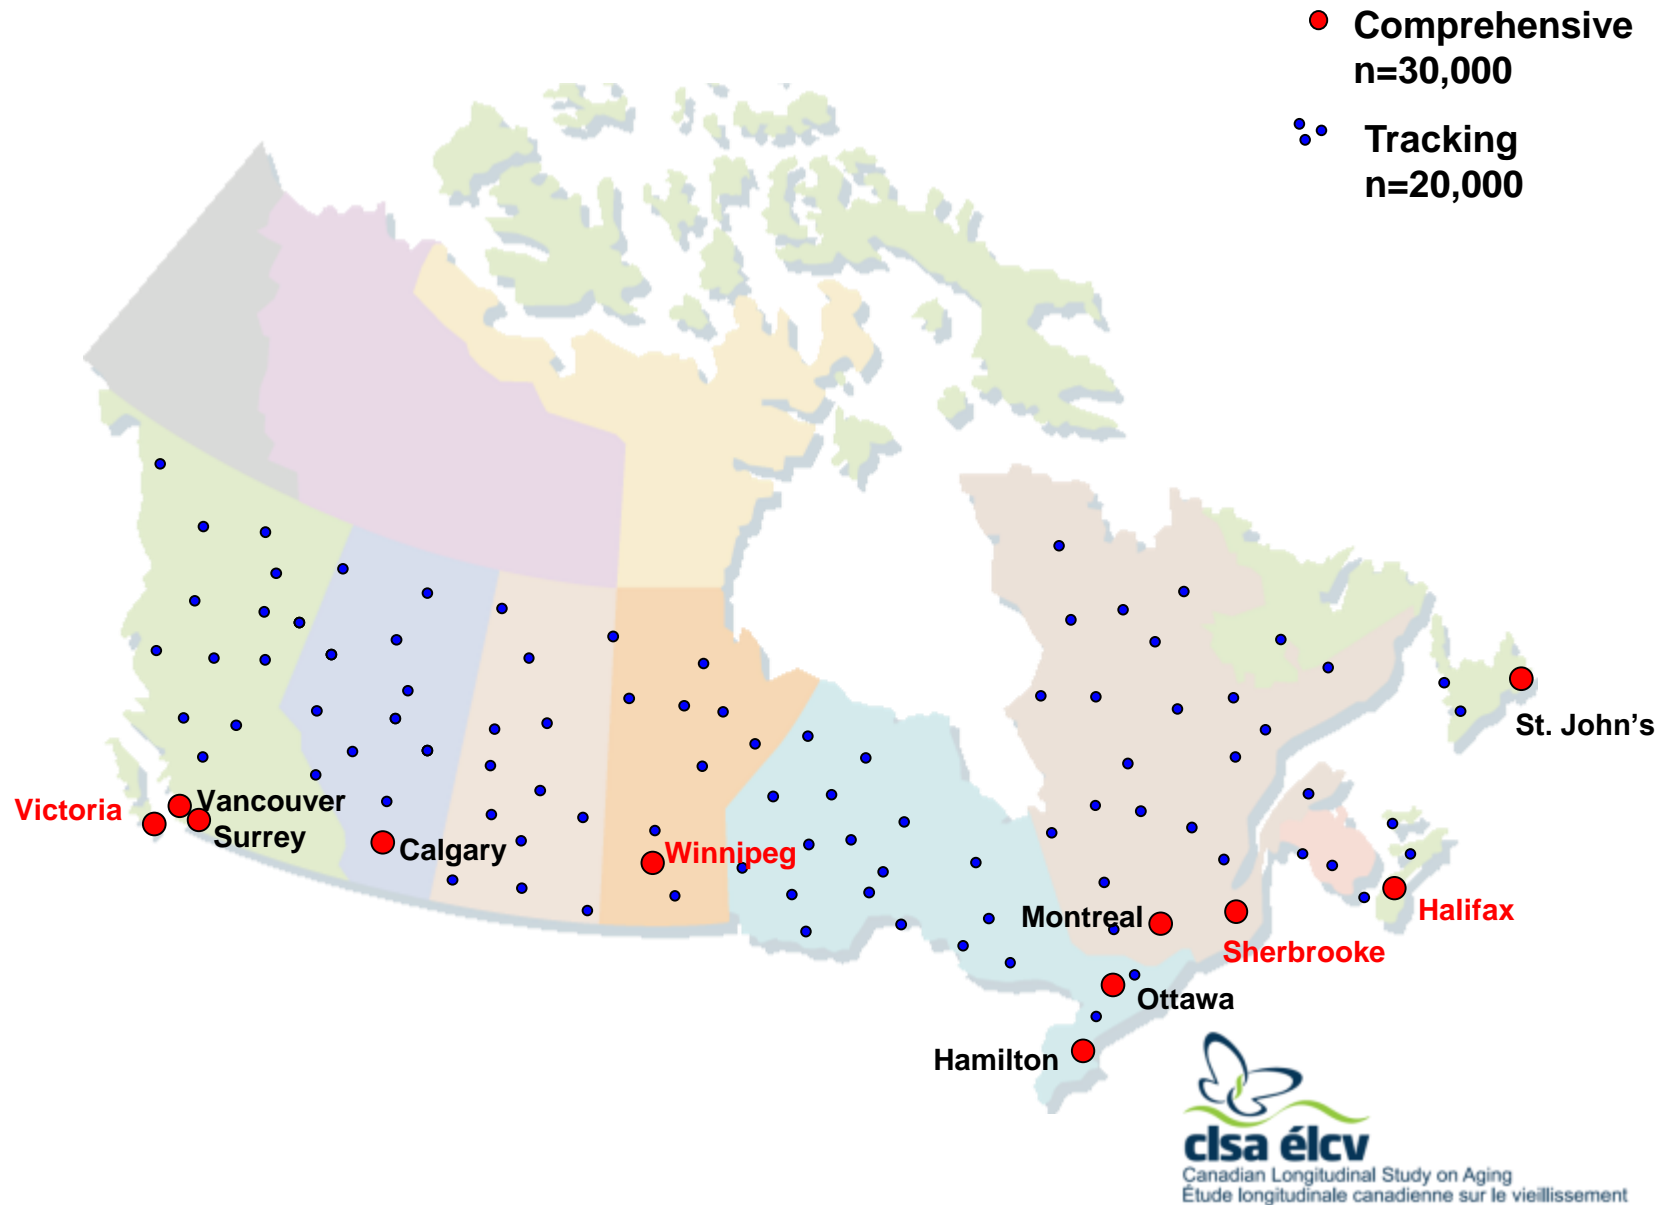 Comprehensive
n=30,000
Tracking
n=20,000
St. John’s
Victoria
Vancouver
Surrey
Calgary
Winnipeg
Montreal
Halifax
Sherbrooke
Ottawa
Hamilton
clsa élcv
Canadian Longitudinal Study on Aging
Étude longitudinale canadienne sur le vieillissement